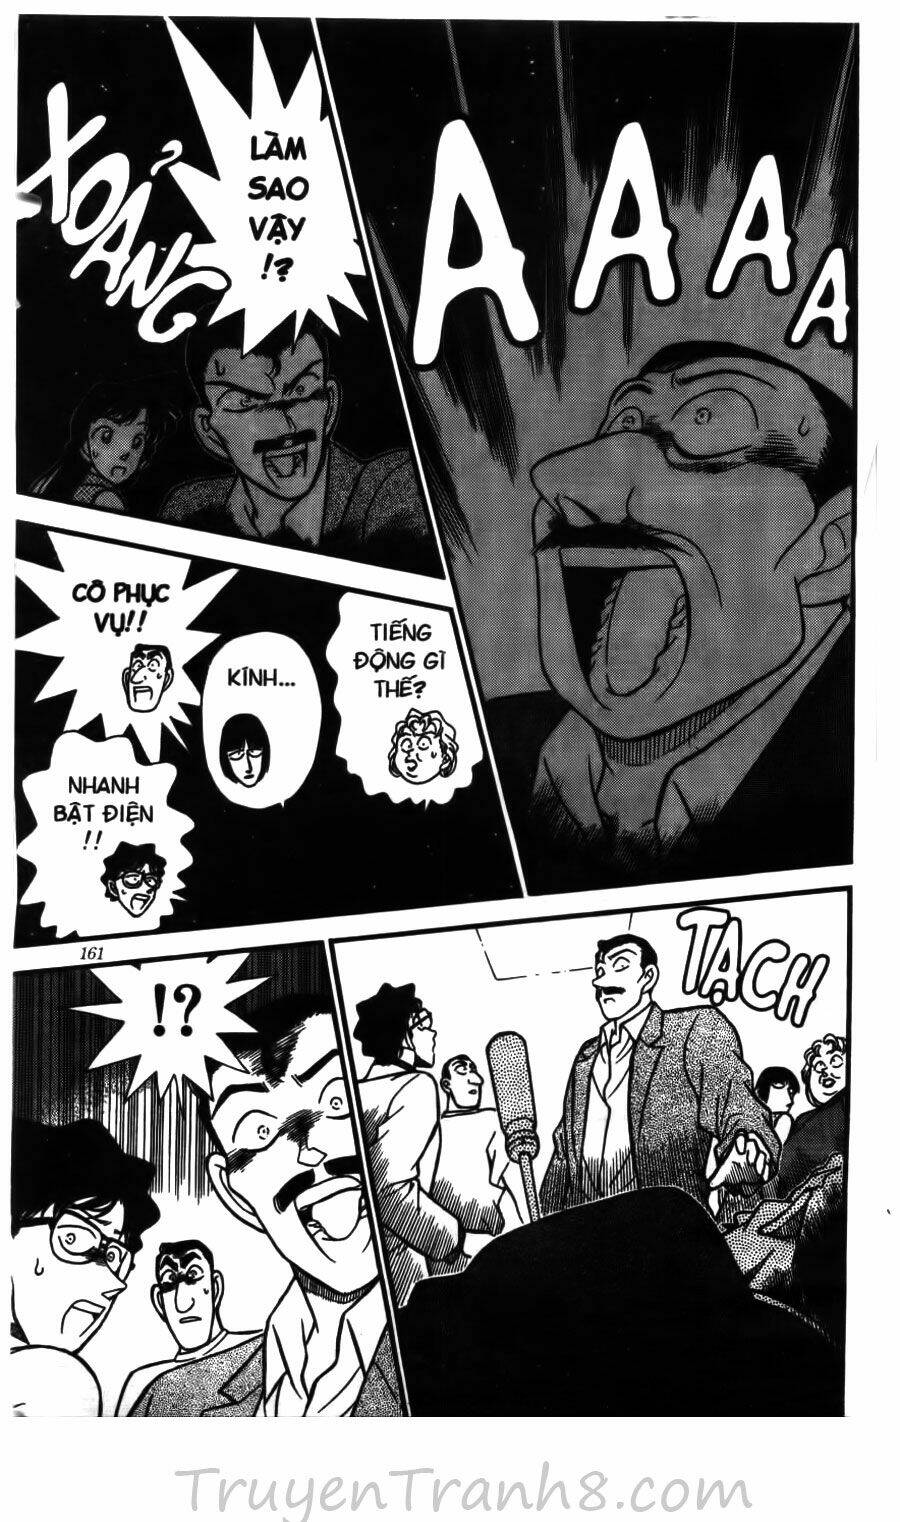 XOẢNG
LÀM
SAO
VẬY
!?
AAAA
CÔ PHỤC
VỤ!!
KÍNH...
TIẾNG
ĐỘNG GÌ
THẾ?
NHANH
BẬT ĐIỆN
!!
161
!?
TẠCH
TruyenTranh8.com